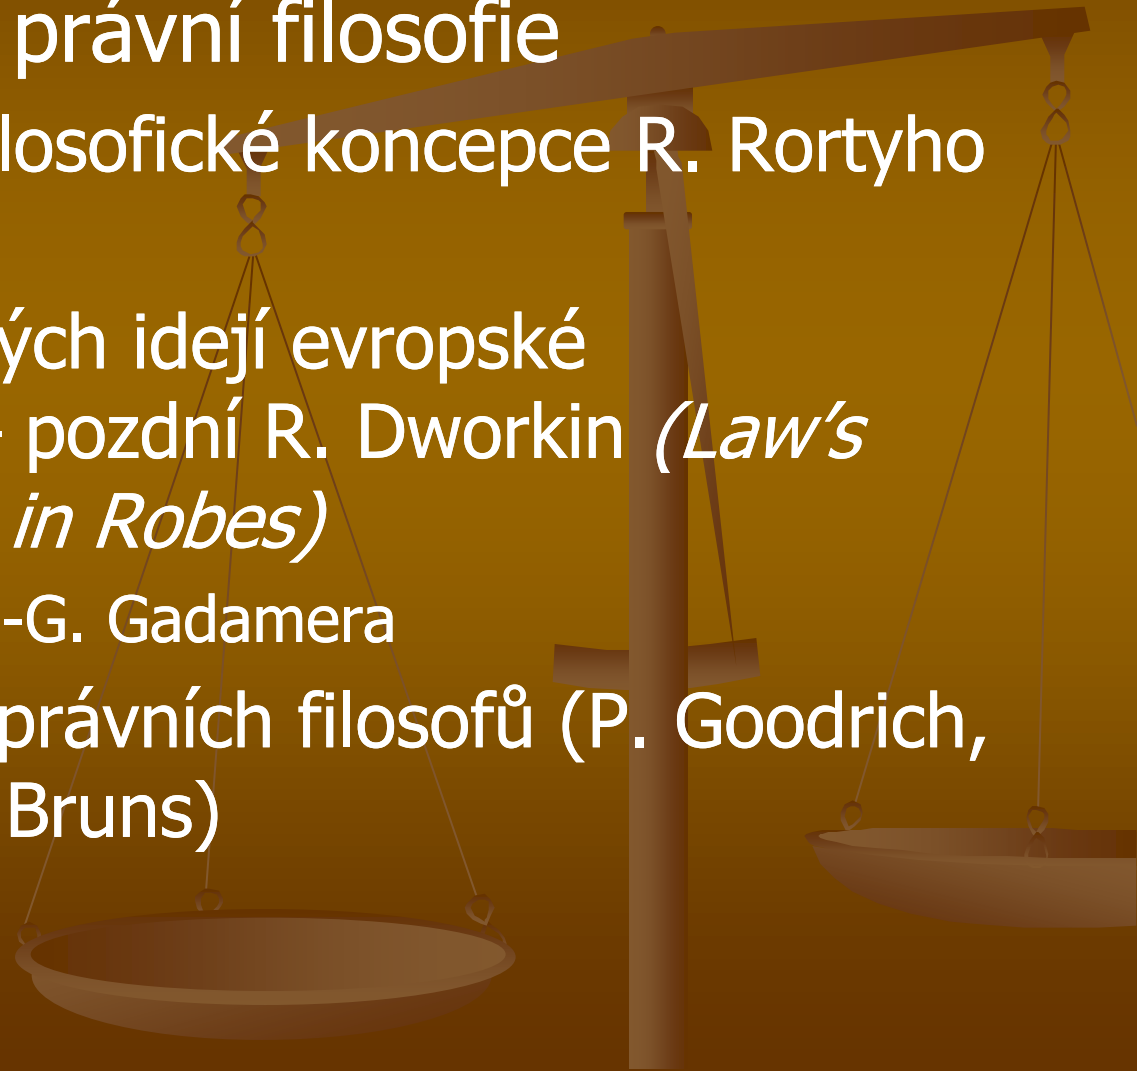 právní filosofie
losofické koncepce R. Rortyho
ých idejí evropské
- pozdní R. Dworkin (Law’s
in Robes)
-G. Gadamera
právních filosofů (P. Goodrich,
Bruns)